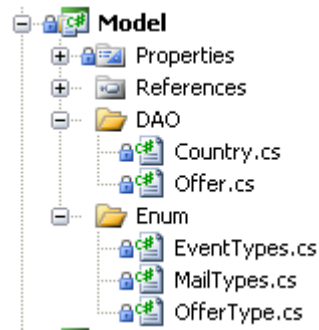 Model
Properties
References
DAO
Country.cs
Offer.cs
Enum
EventTypes.cs
MailTypes.cs
OfferType.cs